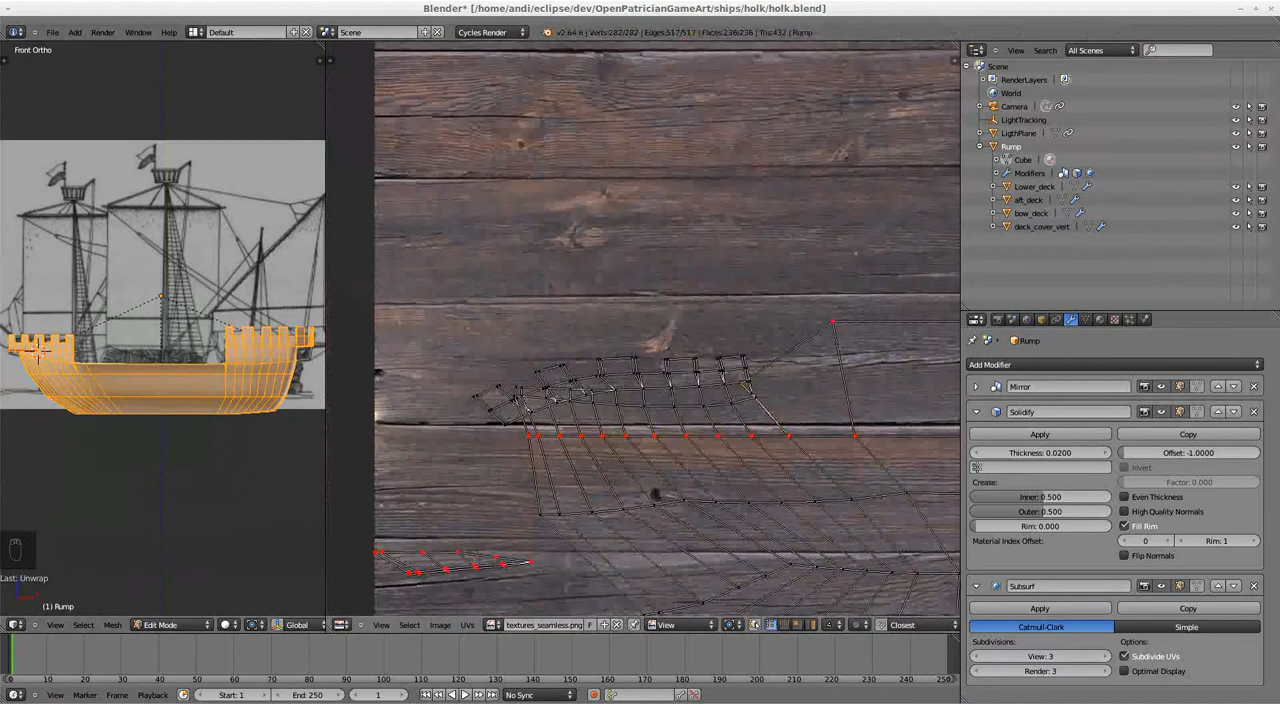 Blender* [/home/andi/eclipse/dev/OpenPatricianGameArt/ships/holk/holk.blend]
File Add Render Window Help Default Scene Cycles Render v2.64.6 | Verts:282/282 | Edges:517/517 | Faces:236/236 | Tris:432 | Rump
View Search All Scenes
Front Ortho
Scene
RenderLayers
World
Camera
LightTracking
LigthPlane
Rump
Cube
Modifiers
Lower_deck
aft_deck
bow_deck
deck_cover_vert
Rump
Add Modifier
Mirror
Solidify
Apply Copy
Thickness: 0.0200 Offset: -1.0000
Invert
Crease: Factor: 0.000
Inner: 0.500 Even Thickness
Outer: 0.500 High Quality Normals
Rim: 0.000 Fill Rim
Material Index Offset: 0 Rim: 1
Flip Normals
Last: Unwrap
Subsurf
(1) Rump
Apply Copy
View Select Mesh Edit Mode Global View Select Image UVs textures_seamless.png F View Closest
Catmull-Clark Simple
Subdivisions: Options:
View: 3 Subdivide UVs
Render: 3 Optimal Display
0 10 20 30 40 50 60 70 80 90 100 110 120 130 140 150 160 170 180 190 200 210 220 230 240 250
View Marker Frame Playback Start: 1 End: 250 1 No Sync